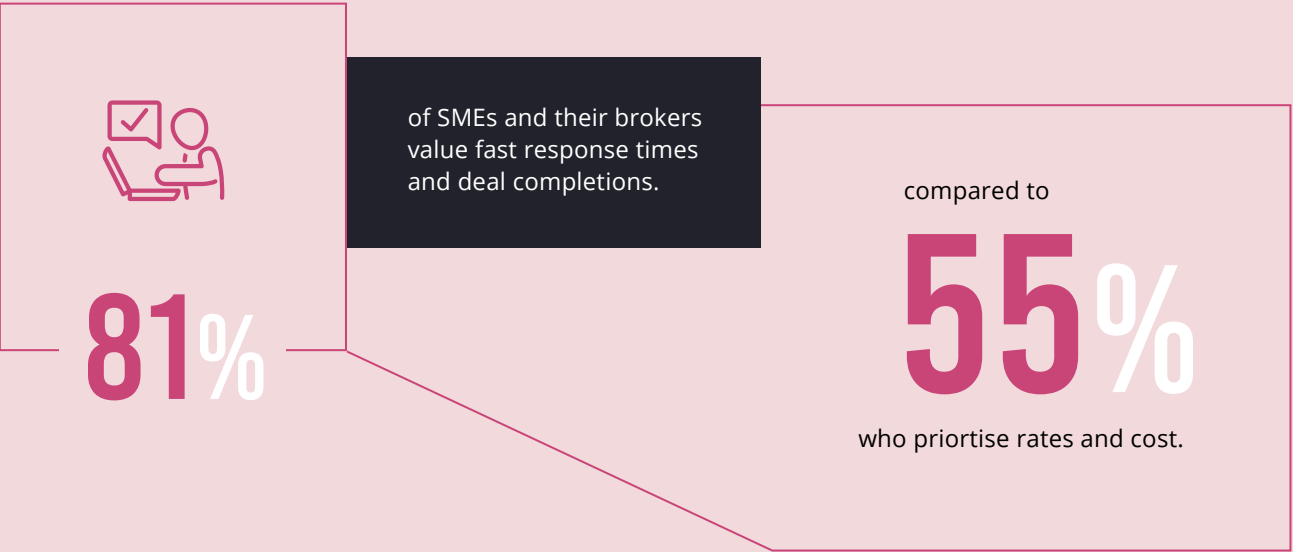 81%
of SMEs and their brokers
value fast response times
and deal completions.
compared to
55%
who priortise rates and cost.